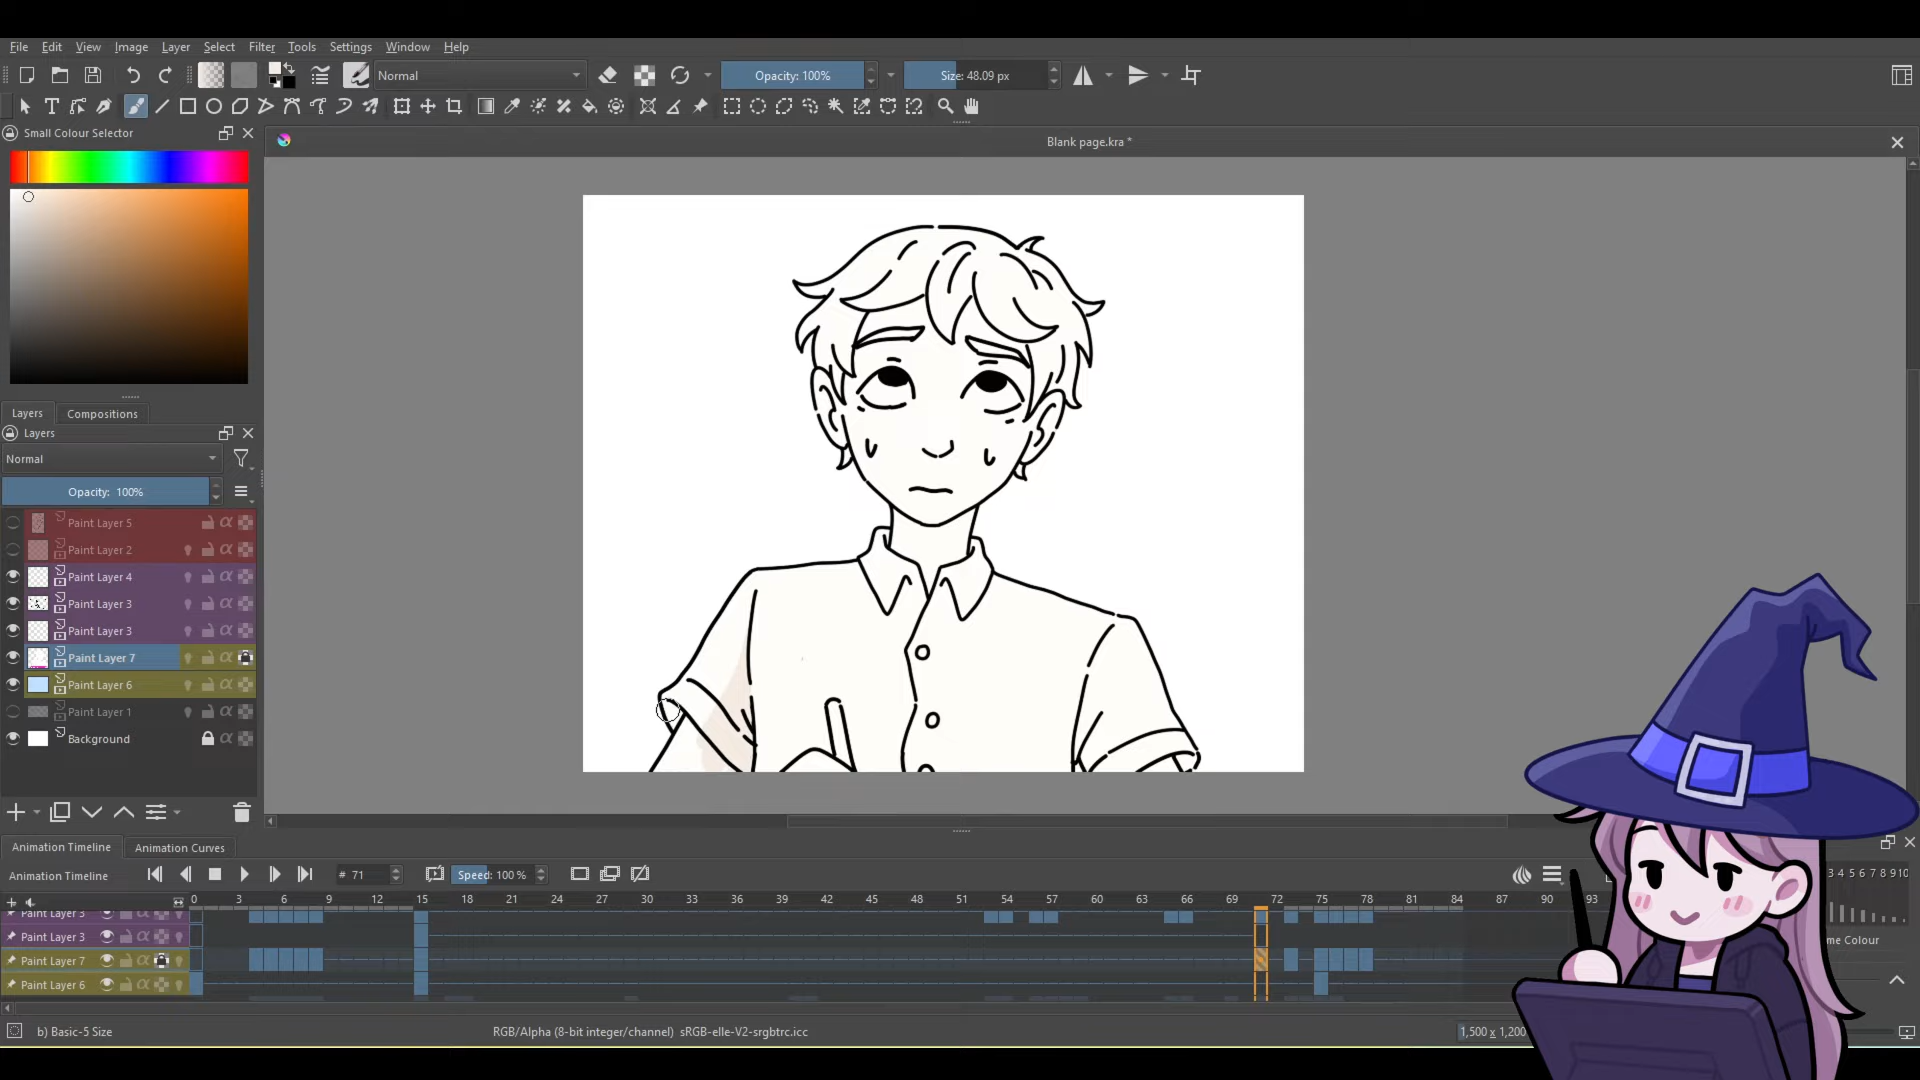 File Edit View Image Layer Select Filter Tools Settings Window Help
Normal Opacity: 100% Size: 48.09 px
Small Colour Selector
Blank page.kra *
Layers Compositions
Layers
Normal
Opacity: 100%
Paint Layer 5
Paint Layer 2
Paint Layer 4
Paint Layer 3
Paint Layer 3
Paint Layer 7
Paint Layer 6
Paint Layer 1
Background
Animation Timeline Animation Curves
Animation Timeline # 71 Speed: 100 % 3 4 5 6 7 8 9 10
0 3 6 9 12 15 18 21 24 27 30 33 36 39 42 45 48 51 54 57 60 63 66 69 72 75 78 81 84 87 90 93
Paint Layer 3
Paint Layer 3
me Colour
Paint Layer 7
Paint Layer 6
b) Basic-5 Size RGB/Alpha (8-bit integer/channel) sRGB-elle-V2-srgbtrc.icc 1,500 x 1,200